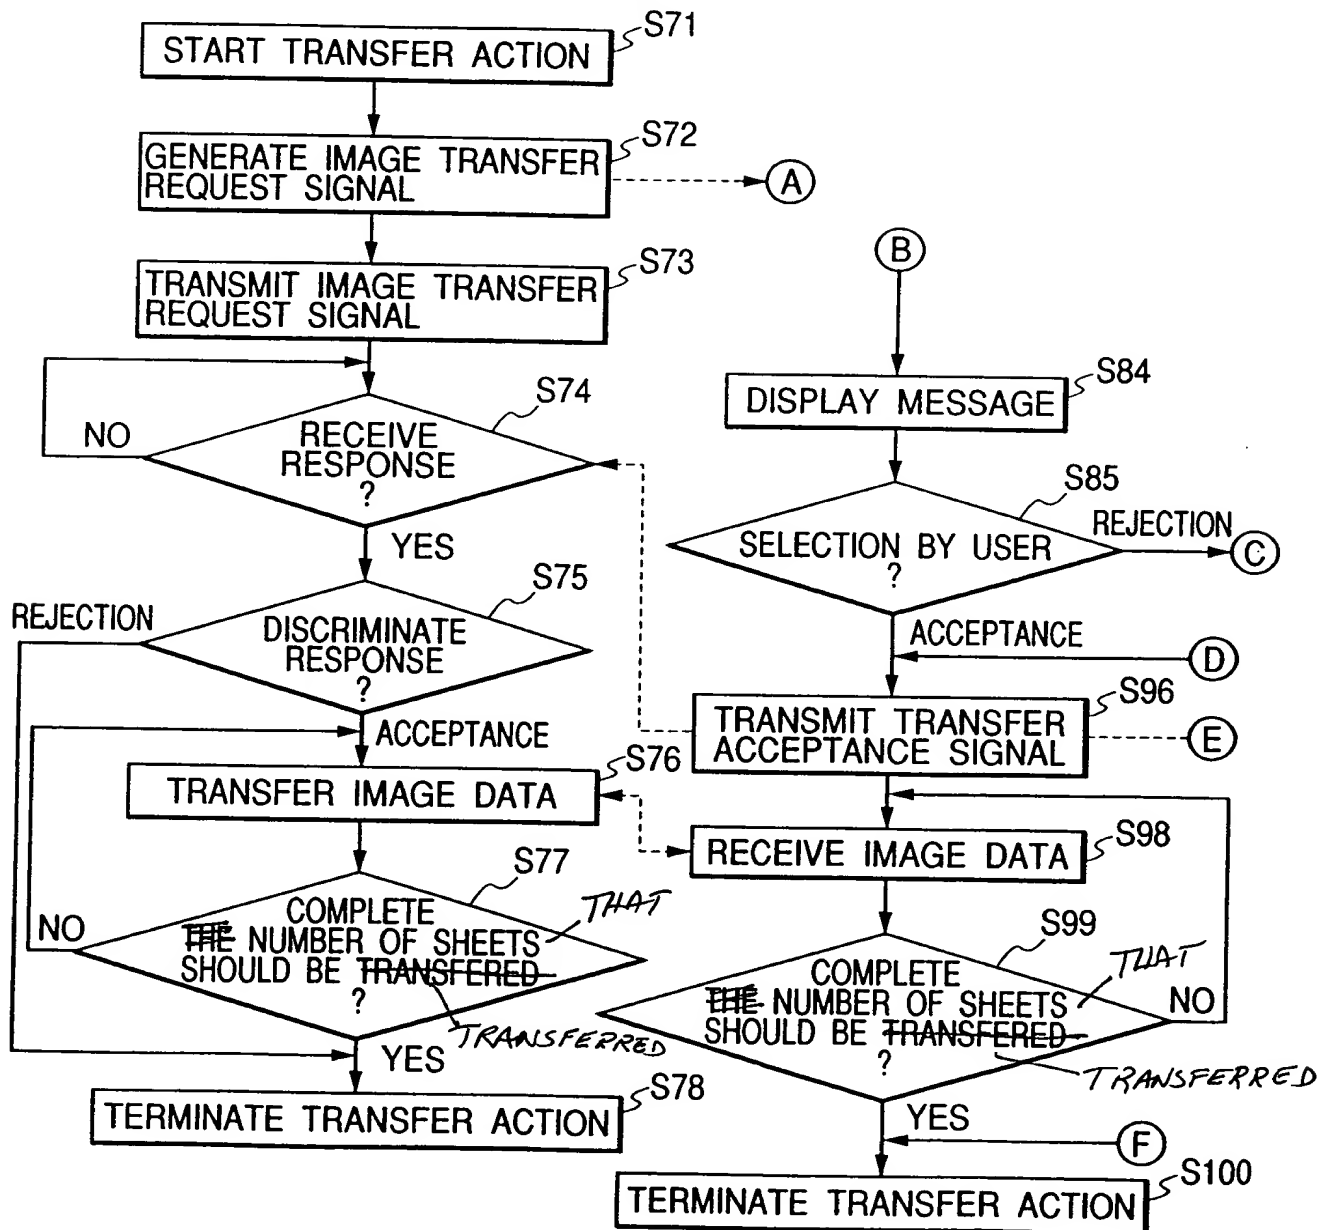 S71
START TRANSFER ACTION
S72
GENERATE IMAGE TRANSFER
REQUEST SIGNAL
A
S73
TRANSMIT IMAGE TRANSFER
REQUEST SIGNAL
S74
NO
RECEIVE
RESPONSE
?
YES
S75
REJECTION
DISCRIMINATE
RESPONSE
?
ACCEPTANCE
S76
TRANSFER IMAGE DATA
S77
NO
COMPLETE
THE NUMBER OF SHEETS THAT
SHOULD BE TRANSFERED
?
TRANSFERRED
YES
S78
TERMINATE TRANSFER ACTION
B
S84
DISPLAY MESSAGE
S85
SELECTION BY USER
?
REJECTION
C
ACCEPTANCE
D
S96
TRANSMIT TRANSFER
ACCEPTANCE SIGNAL
E
S98
RECEIVE IMAGE DATA
S99
COMPLETE
THE NUMBER OF SHEETS THAT
SHOULD BE TRANSFERED
?
NO
TRANSFERRED
YES
F
S100
TERMINATE TRANSFER ACTION